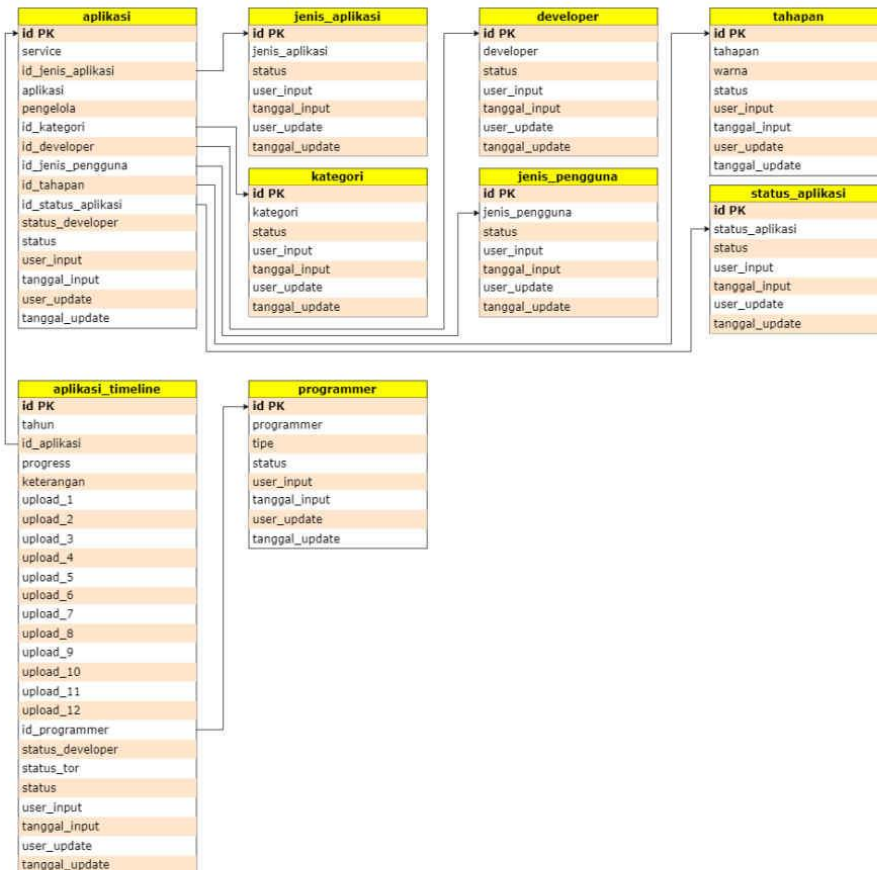 aplikasi
id PK
service
id_jenis_aplikasi
aplikasi
pengelola
id_kategori
id_developer
id_jenis_pengguna
id_tahapan
id_status_aplikasi
status_developer
status
user_input
tanggal_input
user_update
tanggal_update
jenis_aplikasi
id PK
jenis_aplikasi
status
user_input
tanggal_input
user_update
tanggal_update
developer
id PK
developer
status
user_input
tanggal_input
user_update
tanggal_update
tahapan
id PK
tahapan
warna
status
user_input
tanggal_input
user_update
tanggal_update
kategori
id PK
kategori
status
user_input
tanggal_input
user_update
tanggal_update
jenis_pengguna
id PK
jenis_pengguna
status
user_input
tanggal_input
user_update
tanggal_update
status_aplikasi
id PK
status_aplikasi
status
user_input
tanggal_input
user_update
tanggal_update
aplikasi_timeline
id PK
tahun
id_aplikasi
progress
keterangan
upload_1
upload_2
upload_3
upload_4
upload_5
upload_6
upload_7
upload_8
upload_9
upload_10
upload_11
upload_12
id_programmer
status_developer
status_tor
status
user_input
tanggal_input
user_update
tanggal_update
programmer
id PK
programmer
tipe
status
user_input
tanggal_input
user_update
tanggal_update